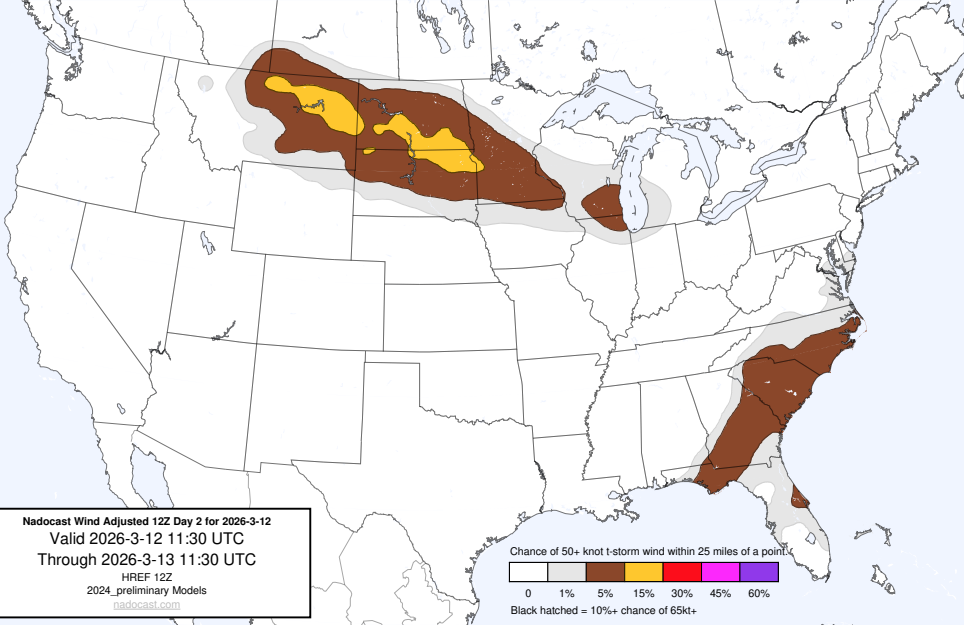 Nadocast Wind Adjusted 12Z Day 2 for 2026-3-12
Valid 2026-3-12 11:30 UTC
Through 2026-3-13 11:30 UTC
HREF 12Z
2024_preliminary Models
nadocast.com
Chance of 50+ knot t-storm wind within 25 miles of a point.
0 1% 5% 15% 30% 45% 60%
Black hatched = 10%+ chance of 65kt+